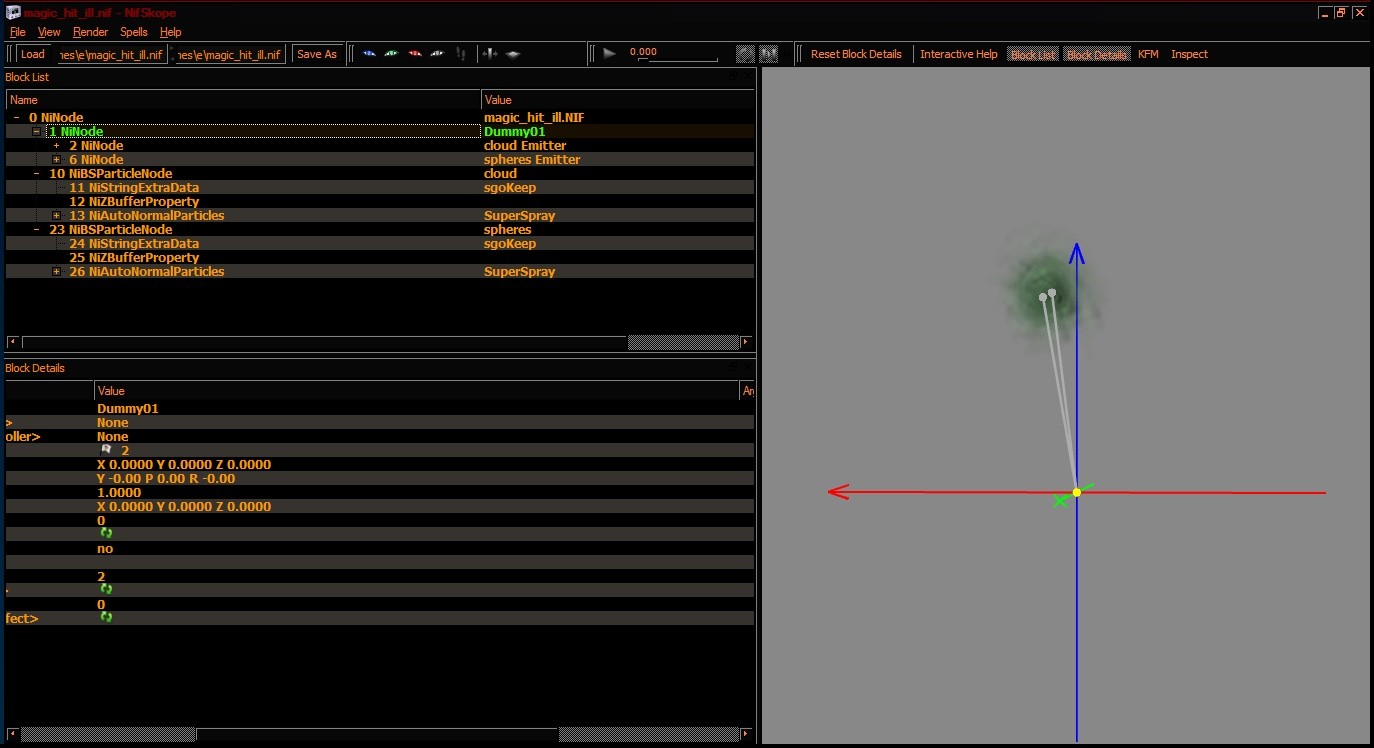 magic_hit_ill.nif - NifSkope
File View Render Spells Help
Load nes\e\magic_hit_ill.nif nes\e\magic_hit_ill.nif Save As 0.000 Reset Block Details Interactive Help Block List Block Details KFM Inspect
Block List
Name Value
0 NiNode magic_hit_ill.NIF
1 NiNode Dummy01
2 NiNode cloud Emitter
6 NiNode spheres Emitter
10 NiBSParticleNode cloud
11 NiStringExtraData sgoKeep
12 NiZBufferProperty
13 NiAutoNormalParticles SuperSpray
23 NiBSParticleNode spheres
24 NiStringExtraData sgoKeep
25 NiZBufferProperty
26 NiAutoNormalParticles SuperSpray
Block Details
Value Ar
Dummy01
> None
oller> None
2
X 0.0000 Y 0.0000 Z 0.0000
Y -0.00 P 0.00 R -0.00
1.0000
X 0.0000 Y 0.0000 Z 0.0000
0
no
2
0
fect>